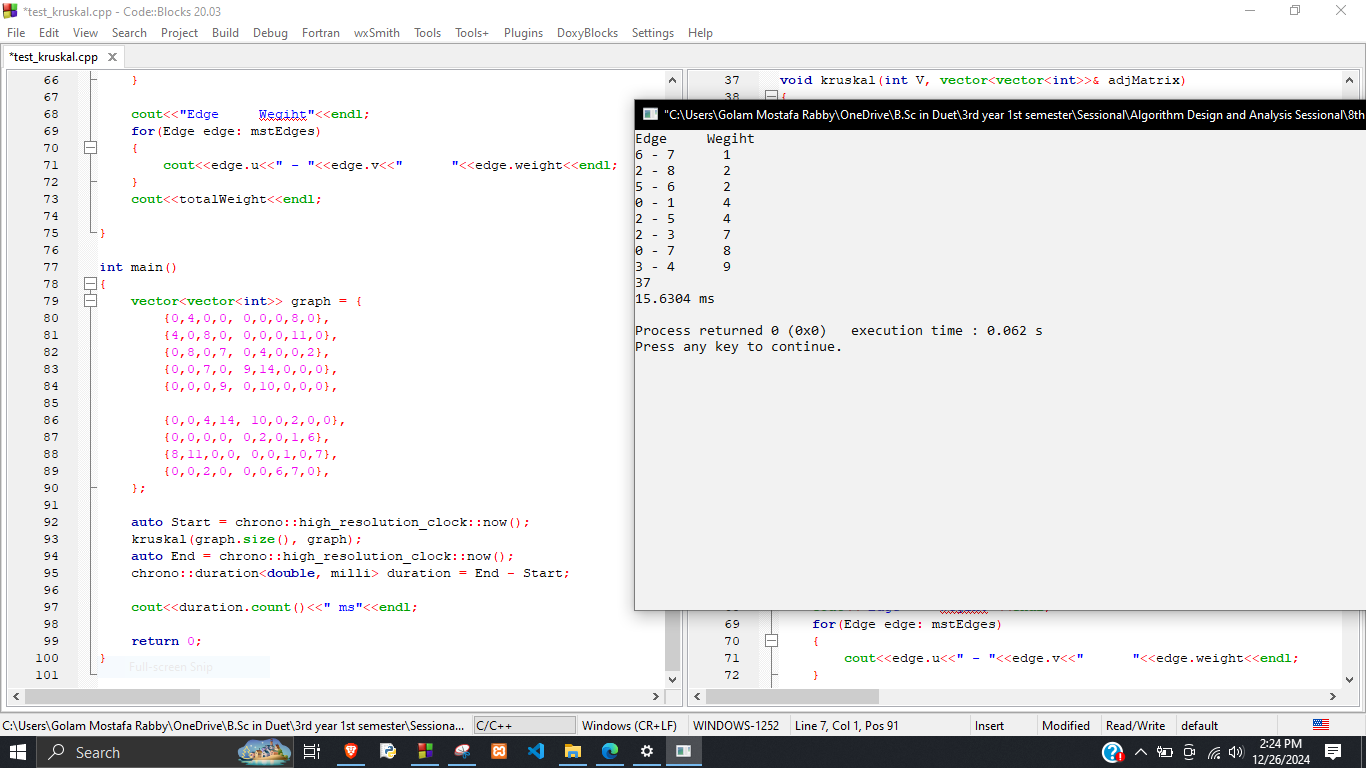 *test_kruskal.cpp - Code::Blocks 20.03
File Edit View Search Project Build Debug Fortran wxSmith Tools Tools+ Plugins DoxyBlocks Settings Help
*test_kruskal.cpp
66 }
67
68 cout<<"Edge     Wegiht"<<endl;
69 for(Edge edge: mstEdges)
70 {
71 cout<<edge.u<<" - "<<edge.v<<"      "<<edge.weight<<endl;
72 }
73 cout<<totalWeight<<endl;
74
75 }
76
77 int main()
78 {
79 vector<vector<int>> graph = {
80 {0,4,0,0, 0,0,0,8,0},
81 {4,0,8,0, 0,0,0,11,0},
82 {0,8,0,7, 0,4,0,0,2},
83 {0,0,7,0, 9,14,0,0,0},
84 {0,0,0,9, 0,10,0,0,0},
85
86 {0,0,4,14, 10,0,2,0,0},
87 {0,0,0,0, 0,2,0,1,6},
88 {8,11,0,0, 0,0,1,0,7},
89 {0,0,2,0, 0,0,6,7,0},
90 };
91
92 auto Start = chrono::high_resolution_clock::now();
93 kruskal(graph.size(), graph);
94 auto End = chrono::high_resolution_clock::now();
95 chrono::duration<double, milli> duration = End - Start;
96
97 cout<<duration.count()<<" ms"<<endl;
98
99 return 0;
100 }
101
Full-screen Snip
37 void kruskal(int V, vector<vector<int>>& adjMatrix)
38 {
"C:\Users\Golam Mostafa Rabby\OneDrive\B.Sc in Duet\3rd year 1st semester\Sessional\Algorithm Design and Analysis Sessional\8th
Edge     Wegiht
6 - 7      1
2 - 8      2
5 - 6      2
0 - 1      4
2 - 5      4
2 - 3      7
0 - 7      8
3 - 4      9
37
15.6304 ms
Process returned 0 (0x0)   execution time : 0.062 s
Press any key to continue.
69 for(Edge edge: mstEdges)
70 {
71 cout<<edge.u<<" - "<<edge.v<<"      "<<edge.weight<<endl;
72 }
C:\Users\Golam Mostafa Rabby\OneDrive\B.Sc in Duet\3rd year 1st semester\Sessiona... C/C++ Windows (CR+LF) WINDOWS-1252 Line 7, Col 1, Pos 91 Insert Modified Read/Write default
Search
2:24 PM
12/26/2024